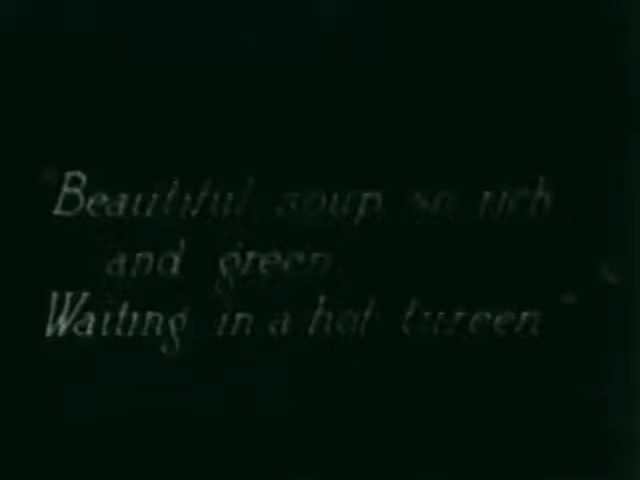 "Beautiful soup, so rich
and green,
Waiting in a hot tureen"